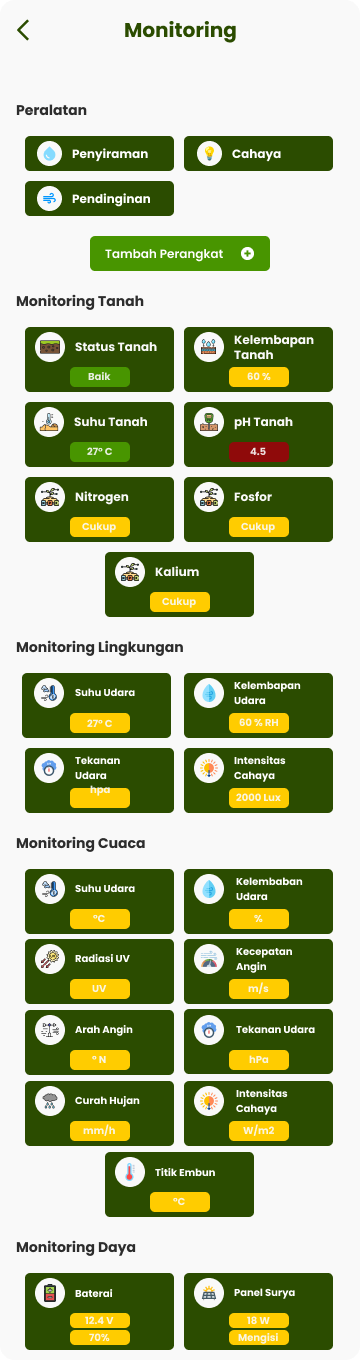 Monitoring
Peralatan
Penyiraman
Cahaya
Pendinginan
Tambah Perangkat
Monitoring Tanah
Status Tanah
Baik
Kelembapan
Tanah
60 %
Suhu Tanah
27° C
pH Tanah
4.5
Nitrogen
Cukup
Fosfor
Cukup
Kalium
Cukup
Monitoring Lingkungan
Suhu Udara
27° C
Kelembapan
Udara
60 % RH
Tekanan
Udara
hpa
Intensitas
Cahaya
2000 Lux
Monitoring Cuaca
Suhu Udara
°C
Kelembaban
Udara
%
Radiasi UV
UV
Kecepatan
Angin
m/s
Arah Angin
° N
Tekanan Udara
hPa
Curah Hujan
mm/h
Intensitas
Cahaya
W/m2
Titik Embun
°C
Monitoring Daya
Baterai
12.4 V
70%
Panel Surya
18 W
Mengisi